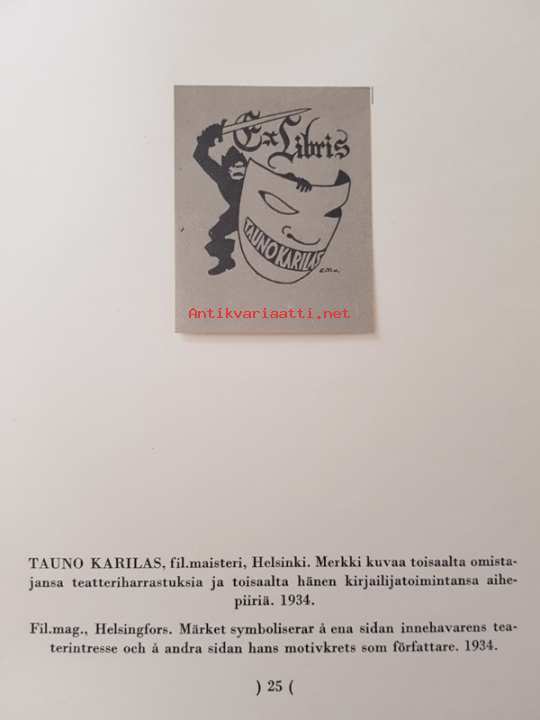 Ex Libris
TAUNO KARILAS
Antikvariaatti.net
TAUNO KARILAS, fil.maisteri, Helsinki. Merkki kuvaa toisaalta omista-
jansa teatteriharrastuksia ja toisaalta hänen kirjailijatoimintansa aihe-
piiriä. 1934.
Fil.mag., Helsingfors. Märket symboliserar å ena sidan innehavarens tea-
terintresse och å andra sidan hans motivkrets som författare. 1934.
) 25 (